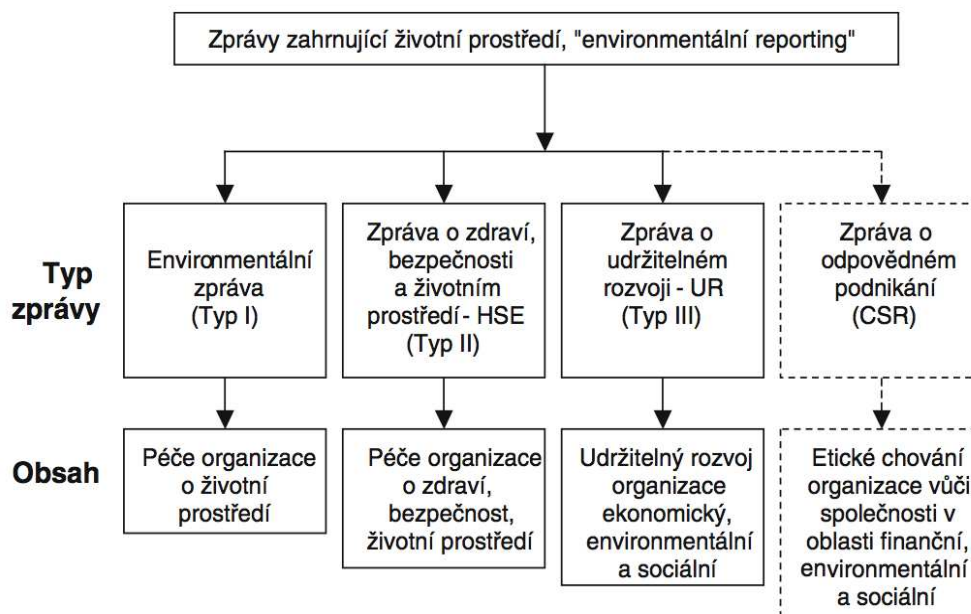 Zprávy zahrnující životní prostředí, "environmentální reporting"
Typ
zprávy
Environmentální
zpráva
(Typ I)
Zpráva o zdraví,
bezpečnosti
a životním
prostředí - HSE
(Typ II)
Zpráva o
udržitelném
rozvoji - UR
(Typ III)
Zpráva o
odpovědném
podnikání
(CSR)
Obsah
Péče organizace
o životní
prostředí
Péče organizace
o zdraví,
bezpečnost,
životní prostředí
Udržitelný rozvoj
organizace
ekonomický,
environmentální
a sociální
Etické chování
organizace vůči
společnosti v
oblasti finanční,
environmentální
a sociální